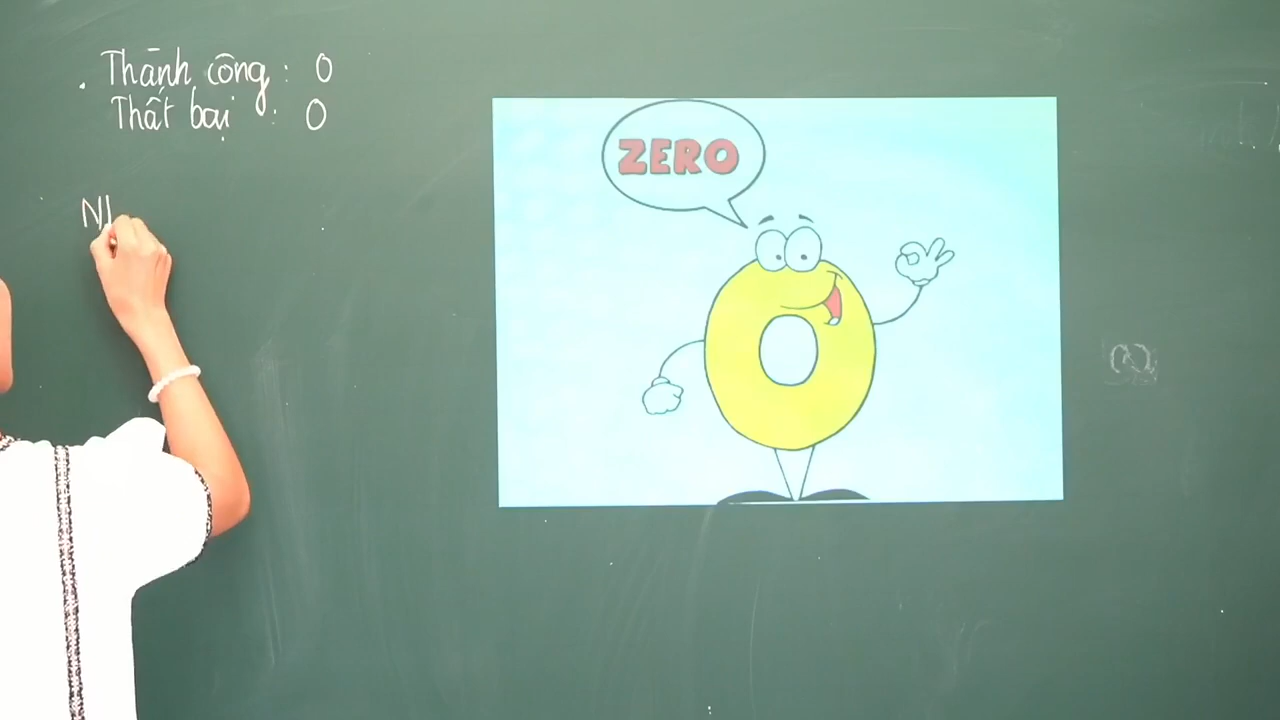 Thành công : 0
Thất bại : 0
ZERO